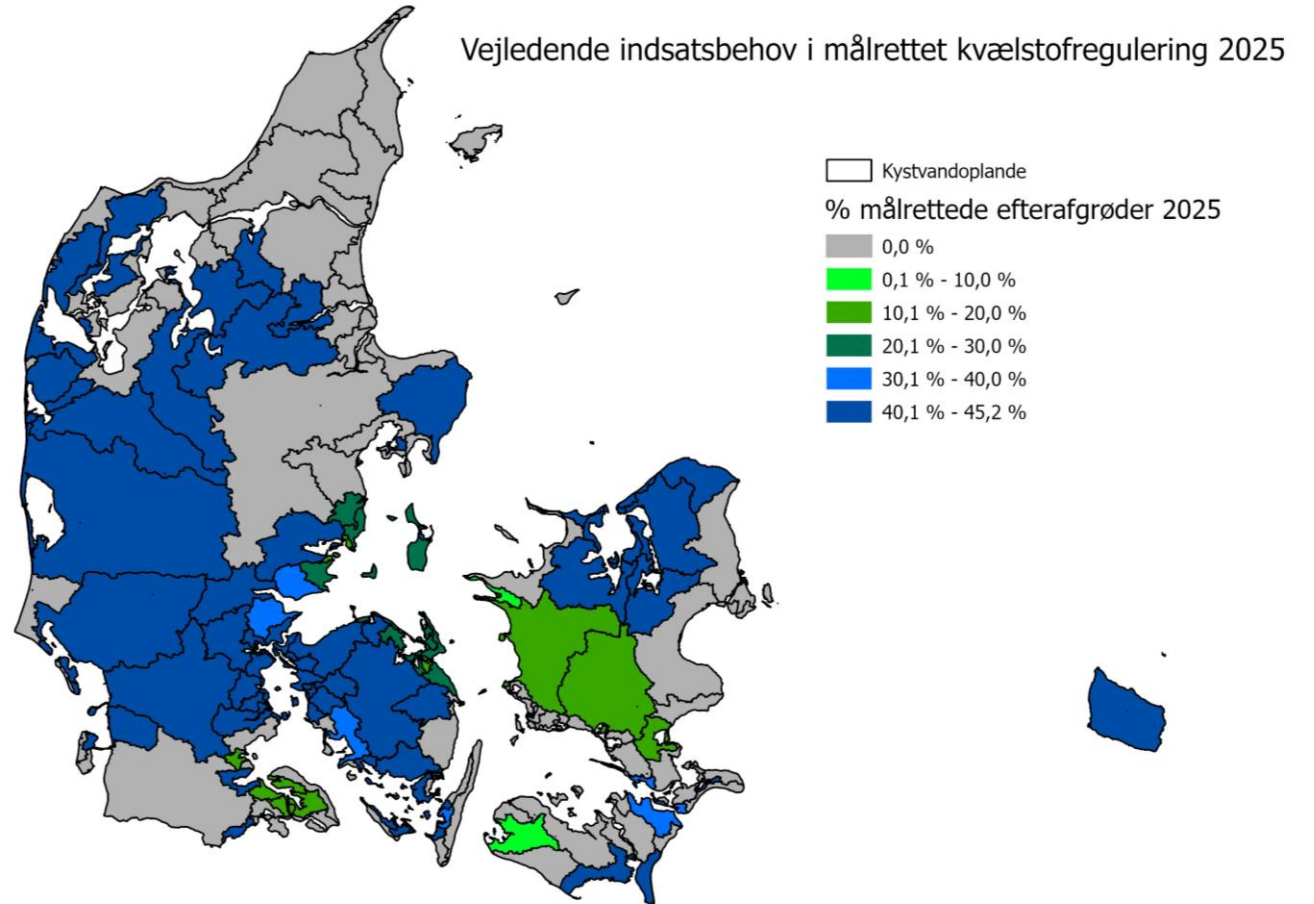 Vejledende indsatsbehov i målrettet kvælstofregulering 2025
Kystvandoplande
% målrettede efterafgrøder 2025
0,0 %
0,1 % - 10,0 %
10,1 % - 20,0 %
20,1 % - 30,0 %
30,1 % - 40,0 %
40,1 % - 45,2 %